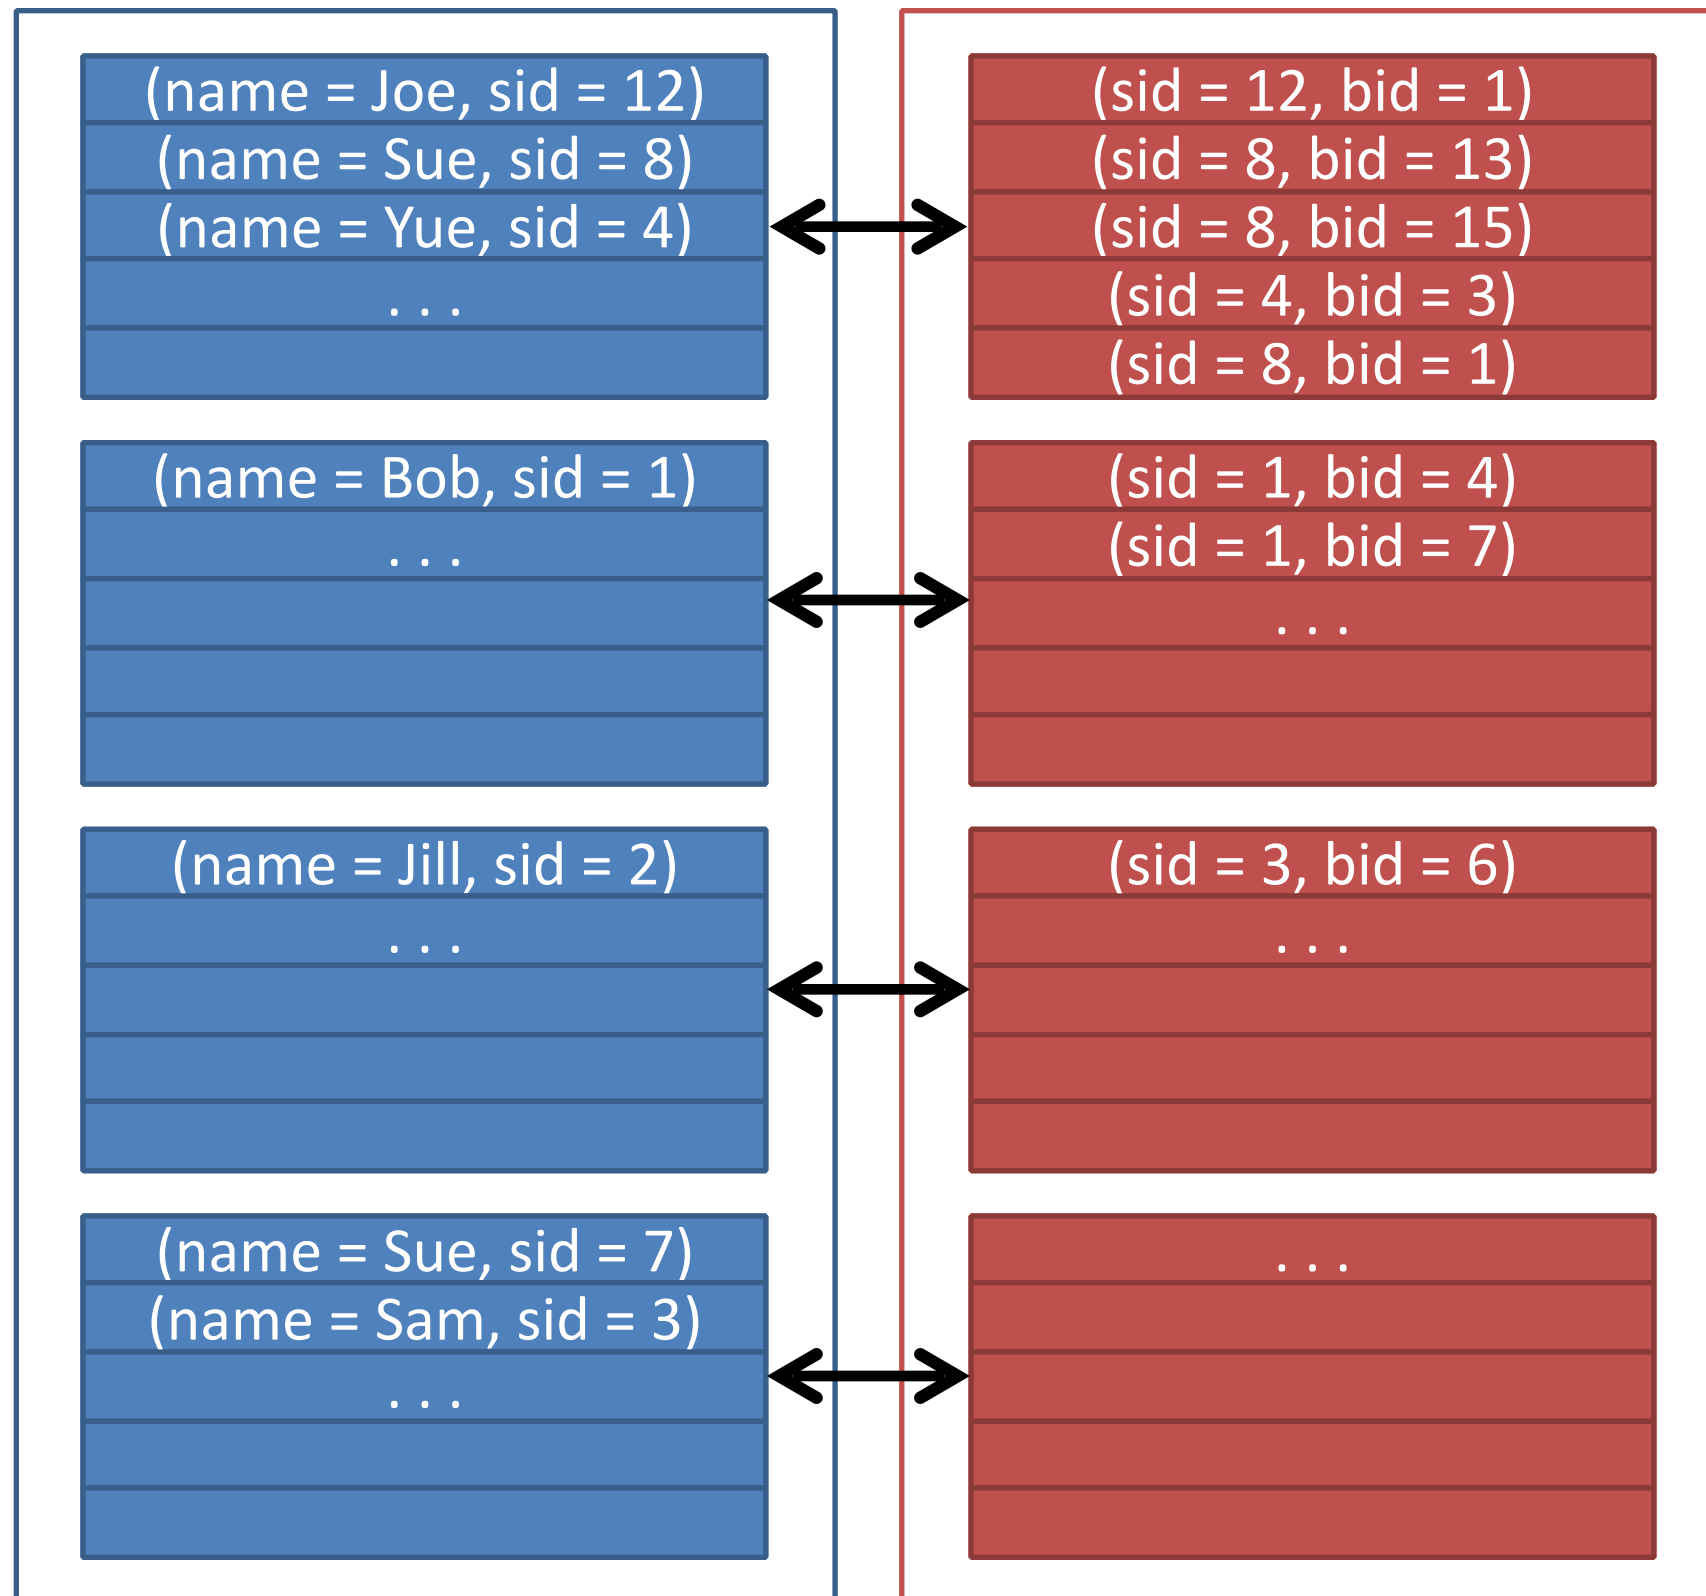 (name = Joe, sid = 12)
(name = Sue, sid = 8)
(name = Yue, sid = 4)
. . .
(name = Bob, sid = 1)
. . .
(name = Jill, sid = 2)
. . .
(name = Sue, sid = 7)
(name = Sam, sid = 3)
. . .
(sid = 12, bid = 1)
(sid = 8, bid = 13)
(sid = 8, bid = 15)
(sid = 4, bid = 3)
(sid = 8, bid = 1)
(sid = 1, bid = 4)
(sid = 1, bid = 7)
. . .
(sid = 3, bid = 6)
. . .
. . .